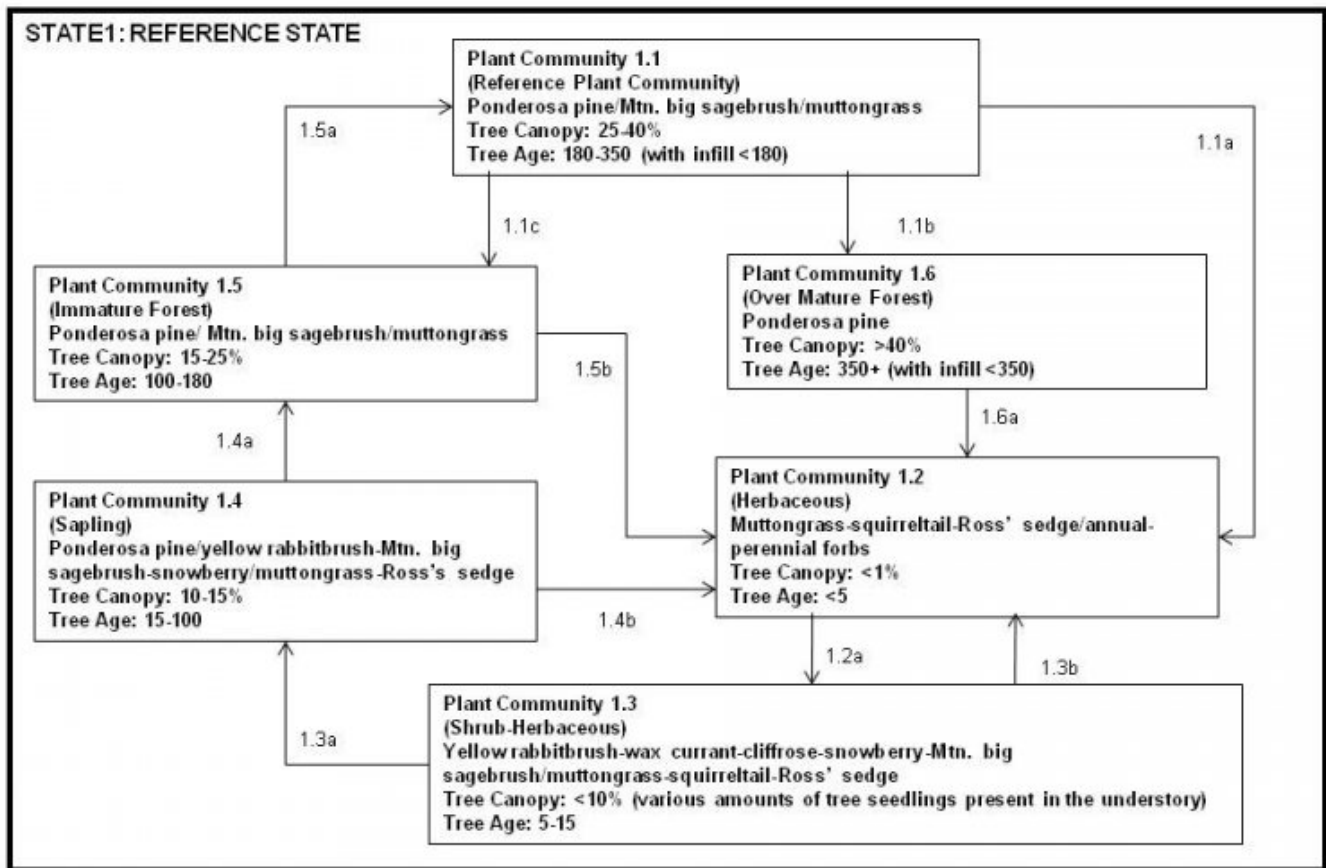 STATE1: REFERENCE STATE
Plant Community 1.1
(Reference Plant Community)
Ponderosa pine/Mtn. big sagebrush/muttongrass
Tree Canopy: 25-40%
Tree Age: 180-350 (with infill <180)
1.5a
1.1a
1.1c
1.1b
Plant Community 1.5
(Immature Forest)
Ponderosa pine/ Mtn. big sagebrush/muttongrass
Tree Canopy: 15-25%
Tree Age: 100-180
Plant Community 1.6
(Over Mature Forest)
Ponderosa pine
Tree Canopy: >40%
Tree Age: 350+ (with infill <350)
1.5b
1.6a
1.4a
Plant Community 1.4
(Sapling)
Ponderosa pine/yellow rabbitbrush-Mtn. big
sagebrush-snowberry/muttongrass-Ross's sedge
Tree Canopy: 10-15%
Tree Age: 15-100
Plant Community 1.2
(Herbaceous)
Muttongrass-squirreltail-Ross' sedge/annual-
perennial forbs
Tree Canopy: <1%
Tree Age: <5
1.4b
1.2a
1.3b
1.3a
Plant Community 1.3
(Shrub-Herbaceous)
Yellow rabbitbrush-wax currant-cliffrose-snowberry-Mtn. big
sagebrush/muttongrass-squirreltail-Ross' sedge
Tree Canopy: <10% (various amounts of tree seedlings present in the understory)
Tree Age: 5-15